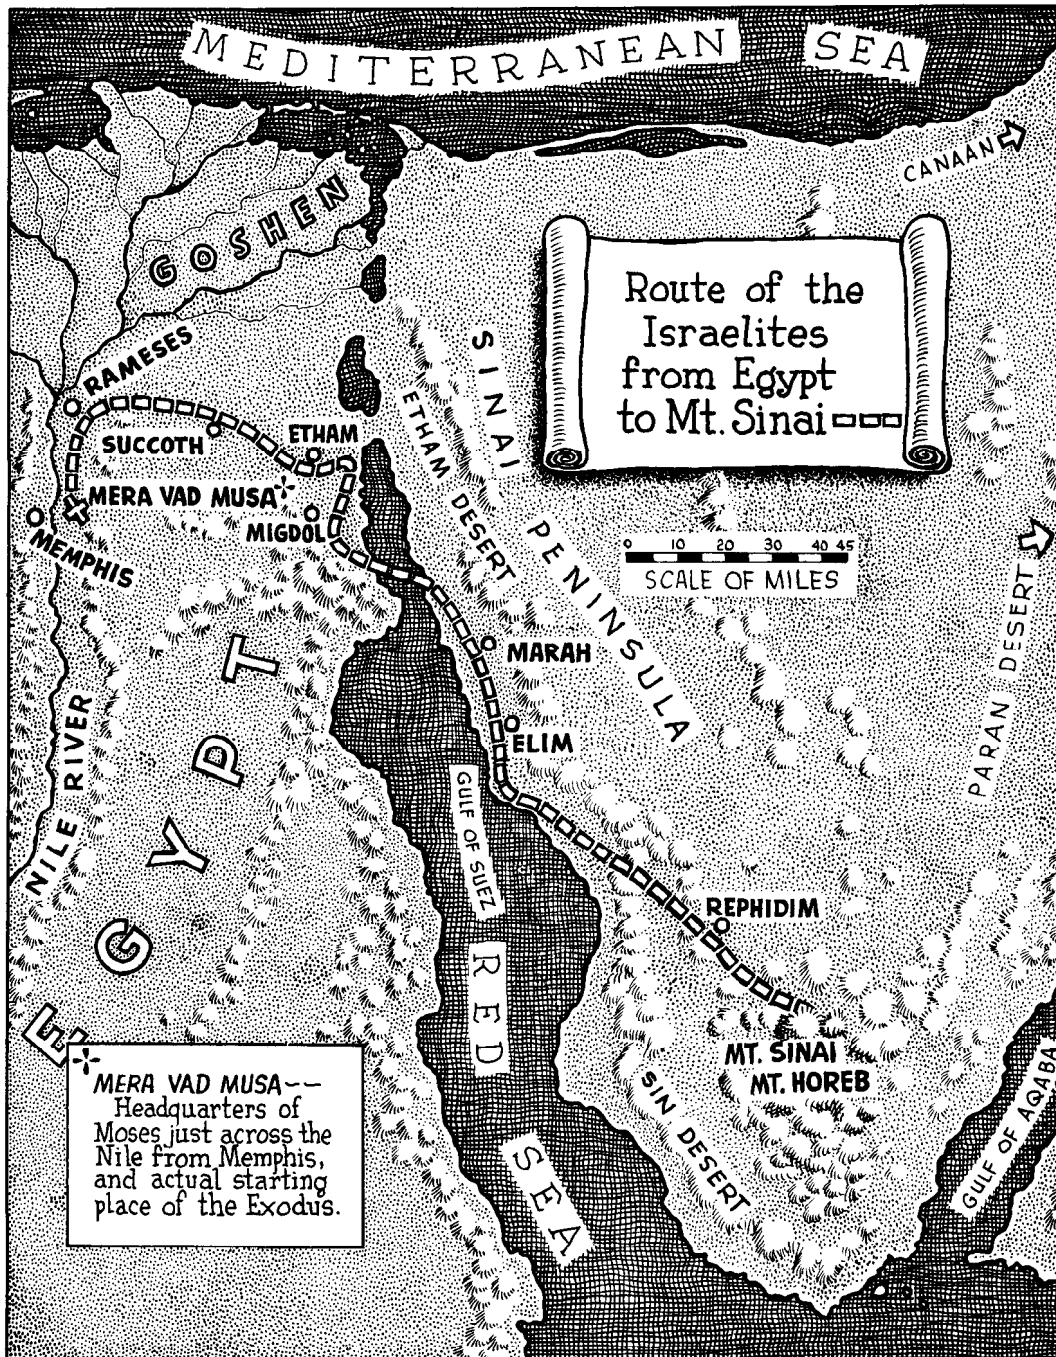 MEDITERRANEAN SEA
CANAAN
GOSHEN
Route of the
Israelites
from Egypt
to Mt. Sinai
RAMESES
SUCCOTH
ETHAM
MERA VAD MUSA
MIGDOL
MEMPHIS
SINAI PENINSULA
ETHAM DESERT
0 10 20 30 40 45
SCALE OF MILES
PARAN DESERT
MARAH
ELIM
NILE RIVER
EGYPT
GULF OF SUEZ
RED SEA
REPHIDIM
MT. SINAI
MT. HOREB
SIN DESERT
GULF OF AQABA
MERA VAD MUSA--
Headquarters of
Moses just across the
Nile from Memphis,
and actual starting
place of the Exodus.